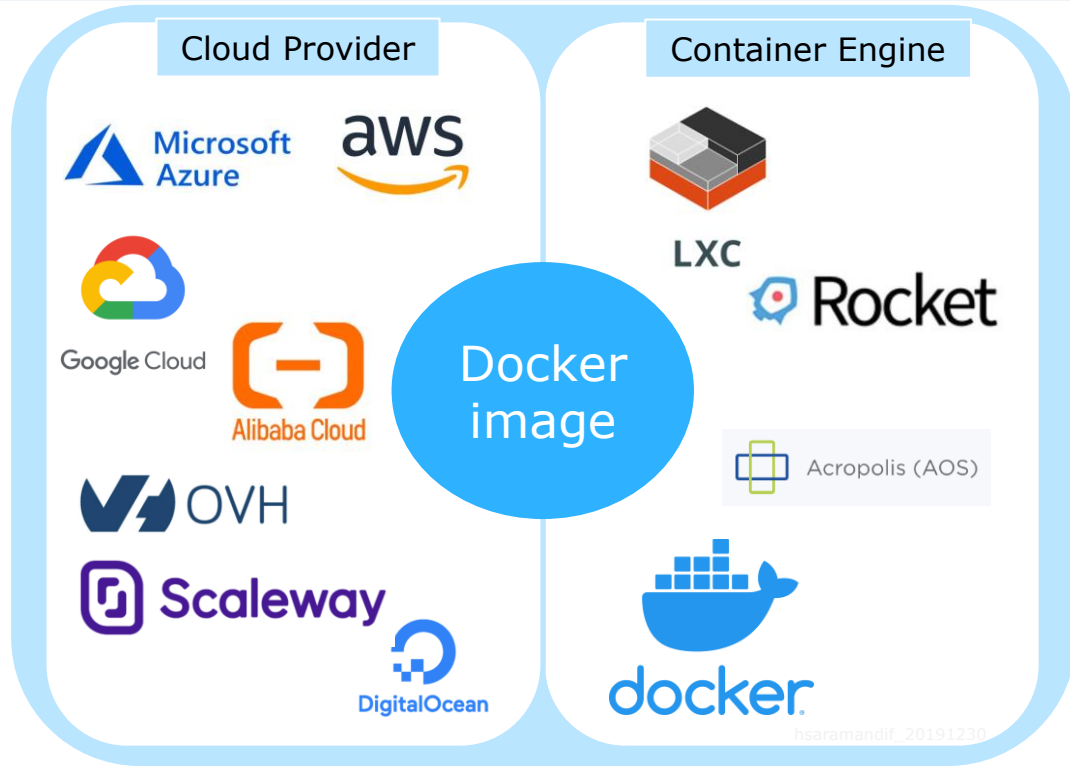 Cloud Provider
Container Engine
Microsoft
Azure
aws
LXC
Rocket
Google Cloud
Alibaba Cloud
Docker
image
Acropolis (AOS)
OVH
Scaleway
DigitalOcean
docker
hsaramandif_20191230